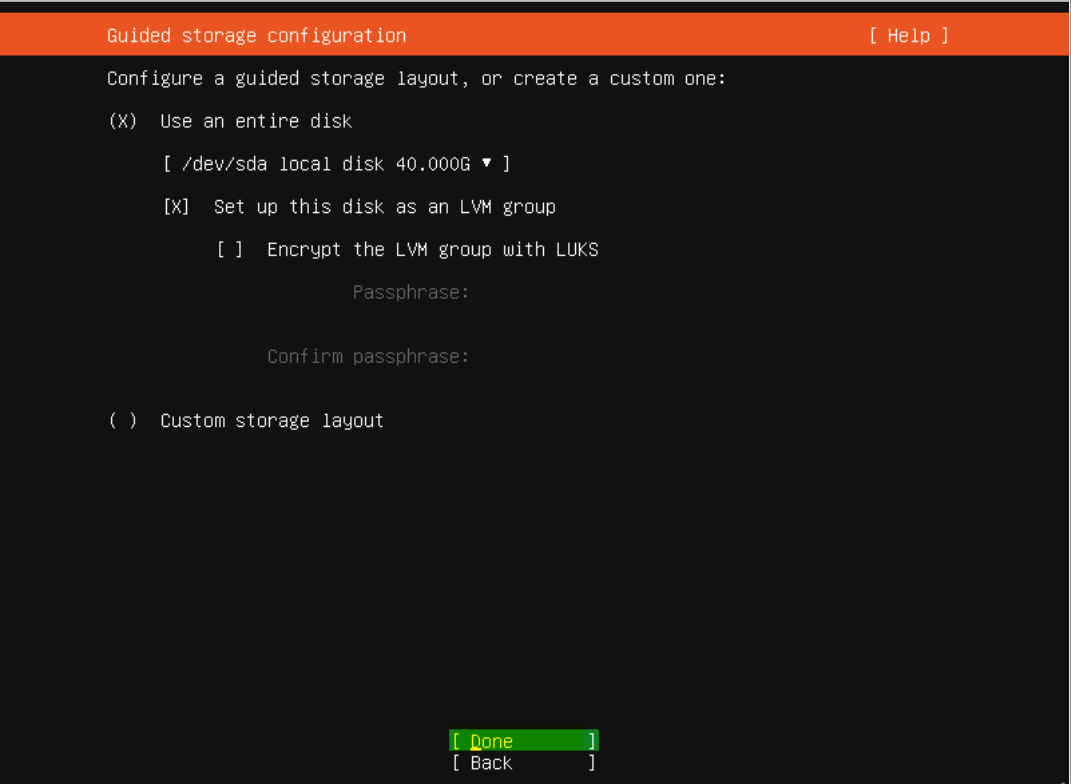 Guided storage configuration [ Help ]
Configure a guided storage layout, or create a custom one:
(X) Use an entire disk
[ /dev/sda local disk 40.000G ▼ ]
[X] Set up this disk as an LVM group
[ ] Encrypt the LVM group with LUKS
Passphrase:
Confirm passphrase:
( ) Custom storage layout
[ Done ]
[ Back ]